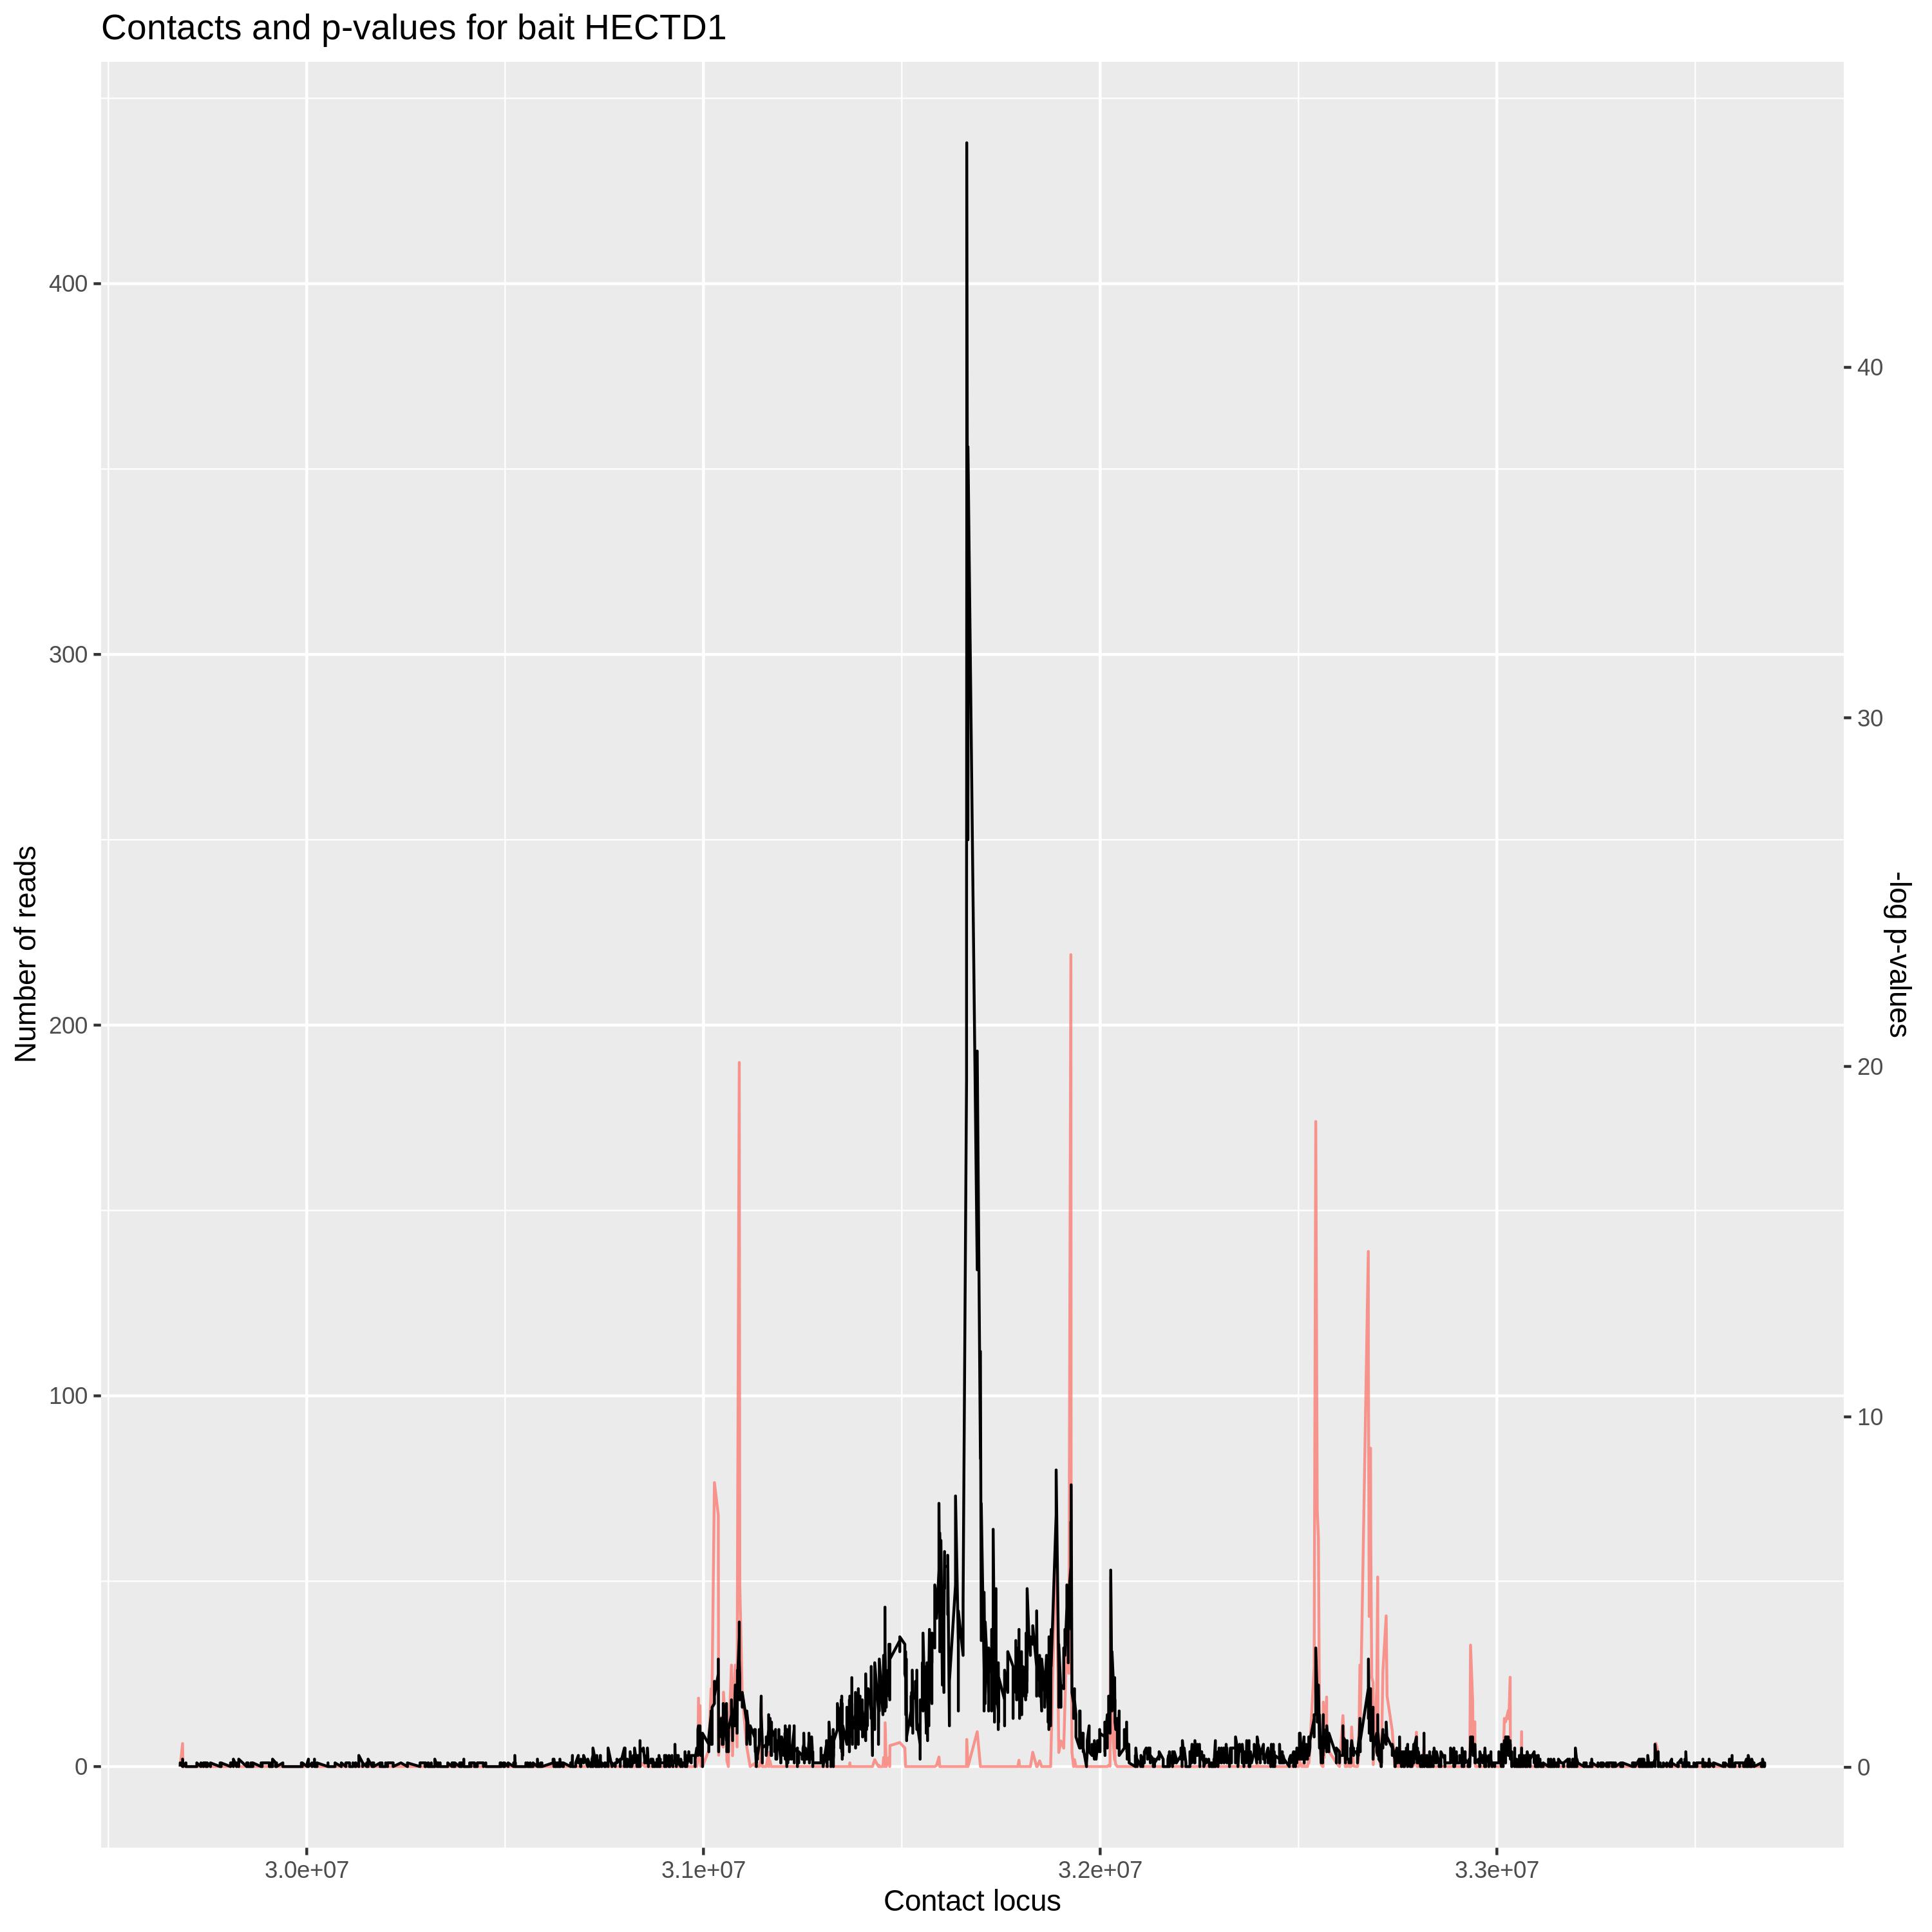 Contacts and p-values for bait HECTD1
400
300
200
100
0
Number of reads
40
30
20
10
0
-log p-values
3.0e+07 3.1e+07 3.2e+07 3.3e+07
Contact locus